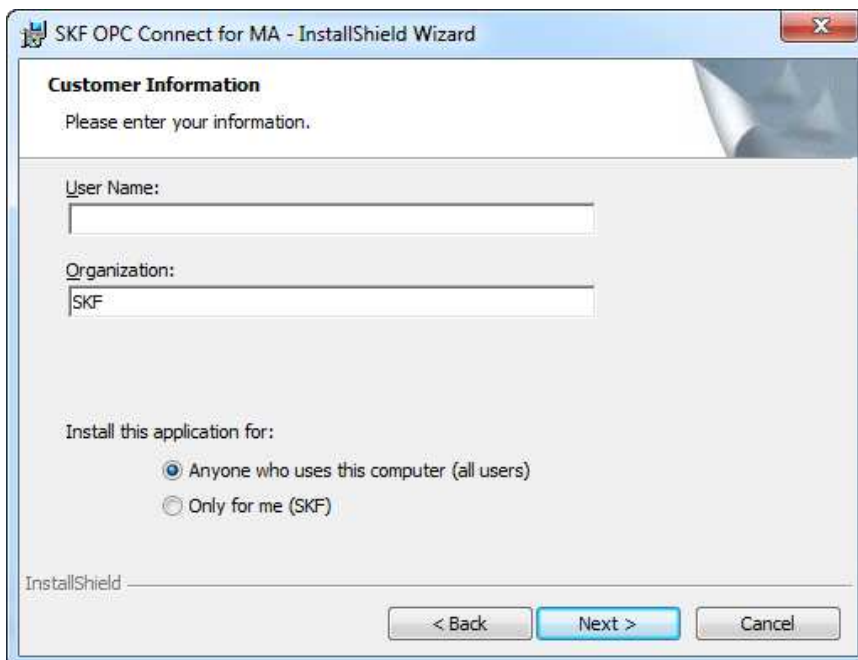 SKF OPC Connect for MA - InstallShield Wizard
Customer Information
Please enter your information.
User Name:
Organization:
SKF
Install this application for:
Anyone who uses this computer (all users)
Only for me (SKF)
InstallShield
< Back Next > Cancel